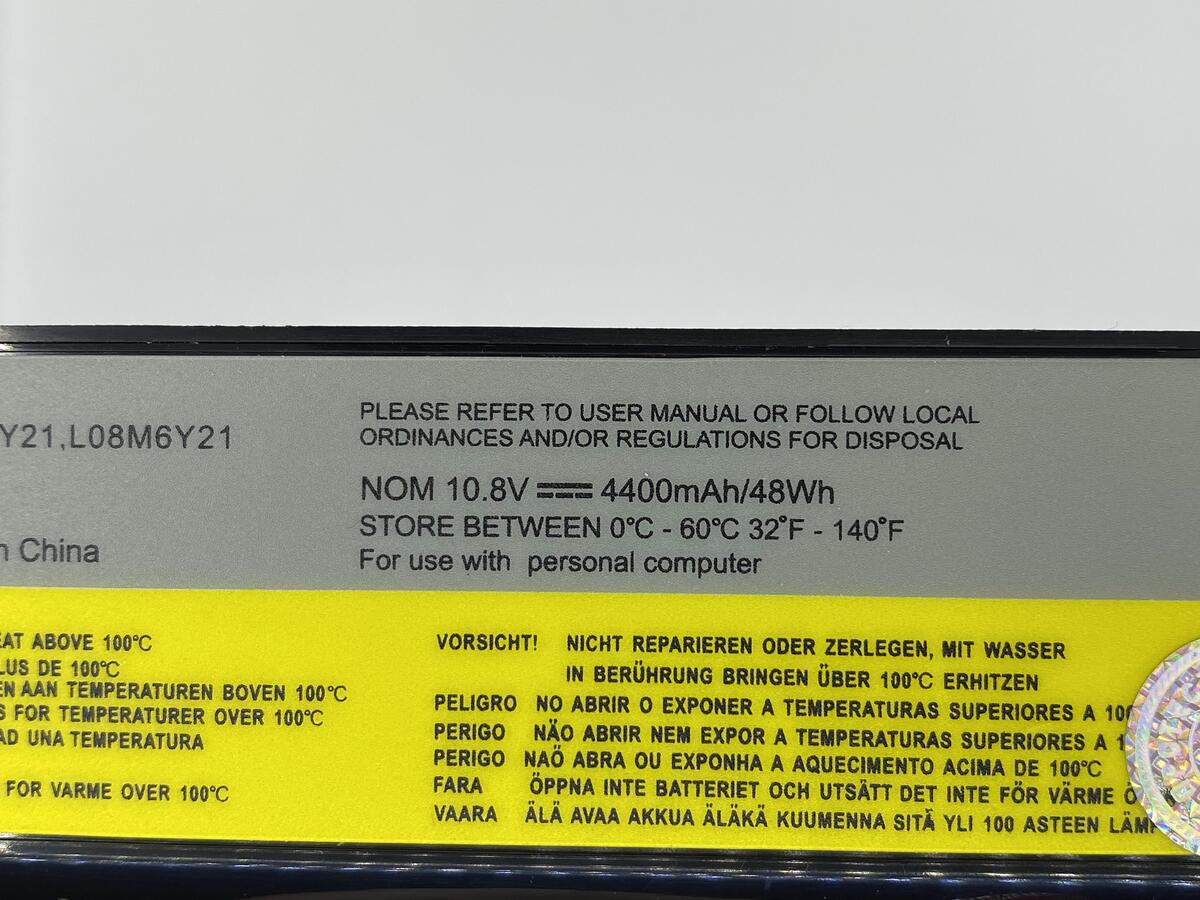 Y21,L08M6Y21
n China
PLEASE REFER TO USER MANUAL OR FOLLOW LOCAL
ORDINANCES AND/OR REGULATIONS FOR DISPOSAL
NOM 10.8V ⎓ 4400mAh/48Wh
STORE BETWEEN 0℃ - 60℃ 32°F - 140°F
For use with personal computer
EAT ABOVE 100℃
LUS DE 100℃
EN AAN TEMPERATUREN BOVEN 100℃
S FOR TEMPERATURER OVER 100℃
AD UNA TEMPERATURA
FOR VARME OVER 100℃
VORSICHT! NICHT REPARIEREN ODER ZERLEGEN, MIT WASSER
IN BERÜHRUNG BRINGEN ÜBER 100℃ ERHITZEN
PELIGRO NO ABRIR O EXPONER A TEMPERATURAS SUPERIORES A 100
PERIGO NÃO ABRIR NEM EXPOR A TEMPERATURAS SUPERIORES A 1
PERIGO NAÕ ABRA OU EXPONHA A AQUECIMENTO ACIMA DE 100℃
FARA ÖPPNA INTE BATTERIET OCH UTSÄTT DET INTE FÖR VÄRME Ö
VAARA ÄLÄ AVAA AKKUA ÄLÄKÄ KUUMENNA SITÄ YLI 100 ASTEEN LÄMP